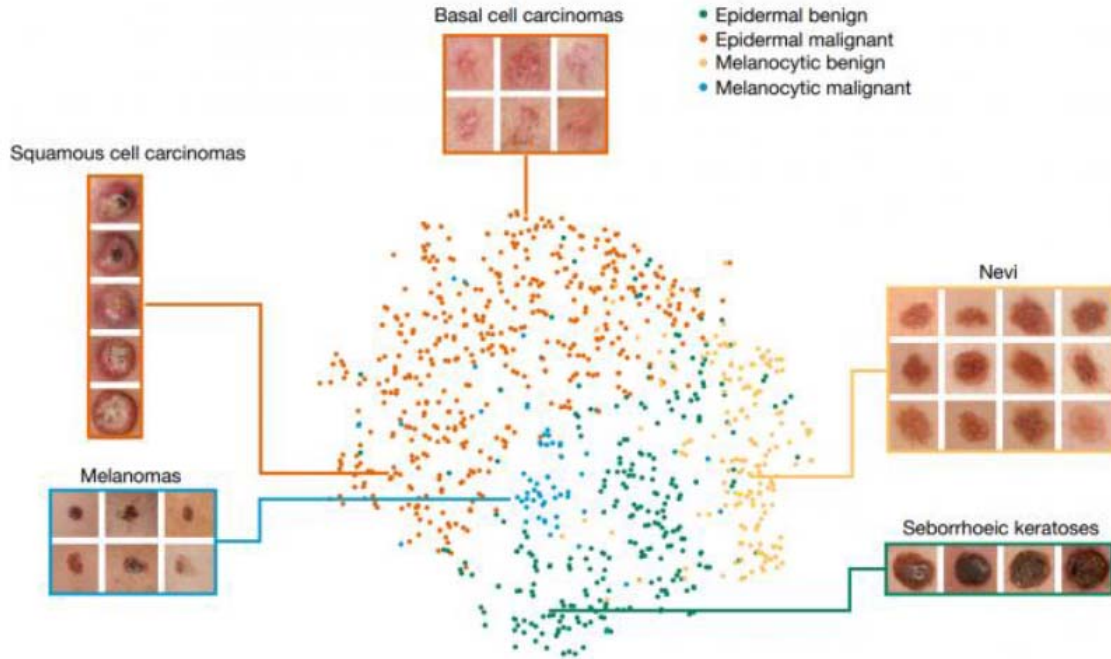 Basal cell carcinomas
Epidermal benign
Epidermal malignant
Melanocytic benign
Melanocytic malignant
Squamous cell carcinomas
Nevi
Melanomas
Seborrhoeic keratoses